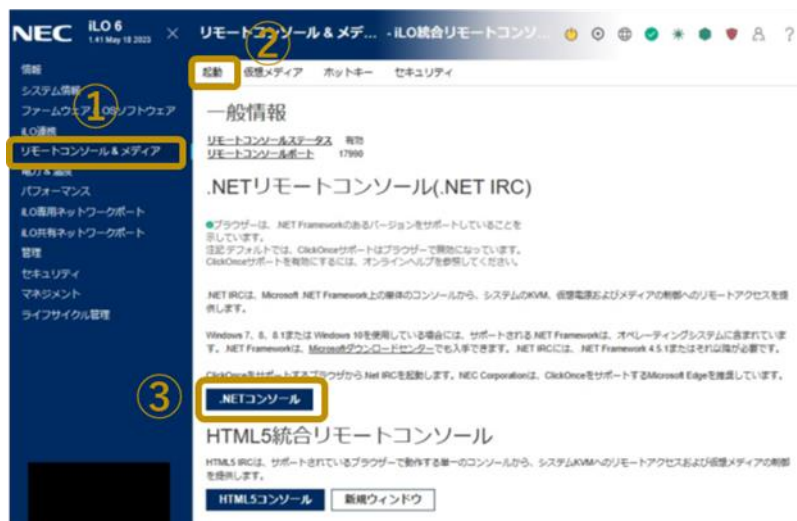 NEC iLO 6
1.41 May 18 2023
リモートコンソール & メデ... - iLO統合リモートコンソ...
②
起動 仮想メディア ホットキー セキュリティ
①
情報
システム情報
ファームウェア OSソフトウェア
iLO連携
リモートコンソール&メディア
電力&温度
パフォーマンス
iLO専用ネットワークポート
iLO共有ネットワークポート
管理
セキュリティ
マネジメント
ライフサイクル管理
一般情報
リモートコンソールステータス 有効
リモートコンソールポート 17990
.NETリモートコンソール(.NET IRC)
ブラウザーは、.NET Frameworkのあるバージョンをサポートしていることを
示しています。
注記 デフォルトでは、ClickOnceサポートはブラウザーで無効になっています。
ClickOnceサポートを有効にするには、オンラインヘルプを参照してください。
.NET IRCは、Microsoft .NET Framework上の単体のコンソールから、システムのKVM、仮想電源およびメディアの制御へのリモートアクセスを提
供します。
Windows 7、8、8.1または Windows 10を使用している場合には、サポートされる.NET Frameworkは、オペレーティングシステムに含まれていま
す。.NET Frameworkは、Microsoftダウンロードセンターでも入手できます。.NET IRCには、.NET Framework 4.5.1またはそれ以降が必要です。
ClickOnceをサポートするブラウザから.Net IRCを起動します。NEC Corporationは、ClickOnceをサポートするMicrosoft Edgeを推奨しています。
③
.NETコンソール
HTML5統合リモートコンソール
HTML5 IRCは、サポートされているブラウザーで動作する単一のコンソールから、システムKVMへのリモートアクセスおよび仮想メディアの制御
を提供します。
HTML5コンソール 新規ウィンドウ